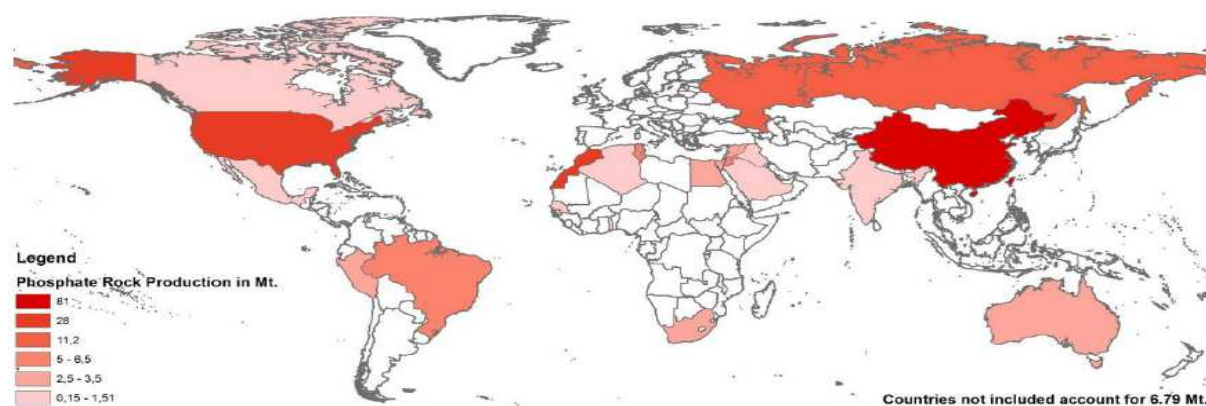 Legend
Phosphate Rock Production in Mt.
81
28
11,2
5 - 6,5
2,5 - 3,5
0,15 - 1,51
Countries not included account for 6.79 Mt.